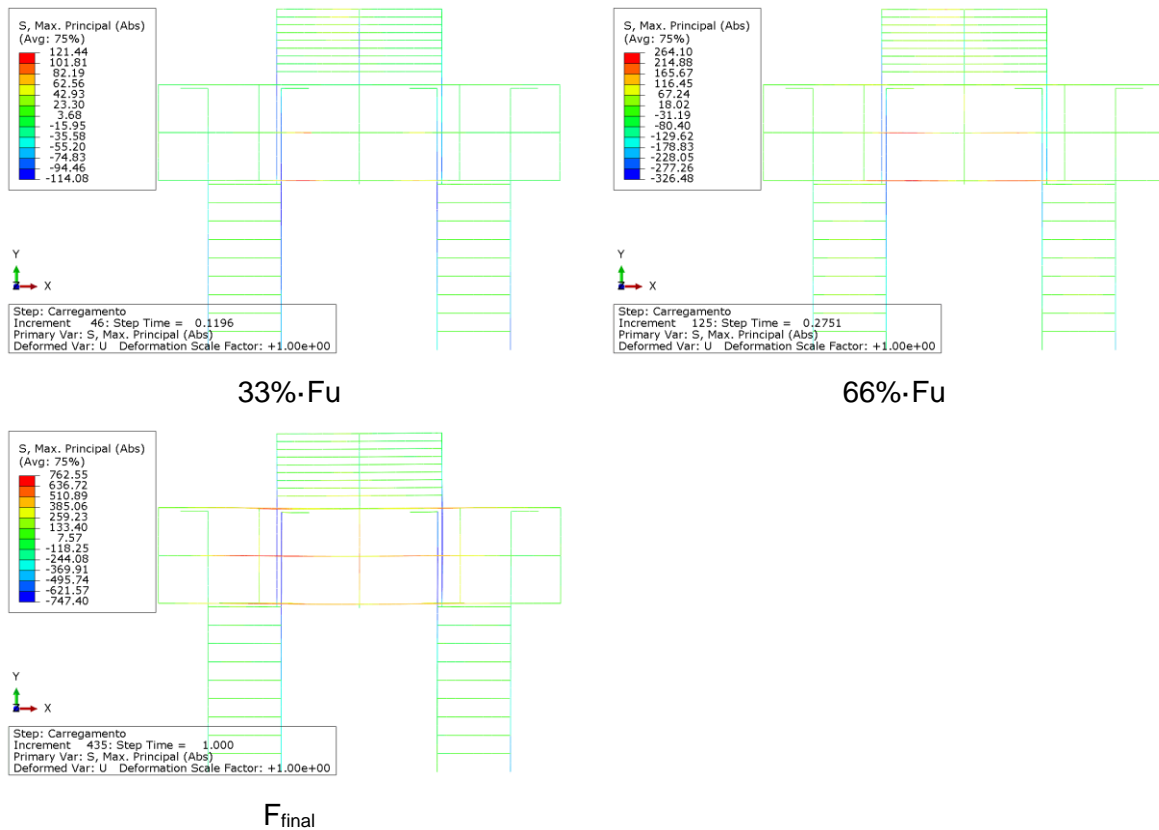 S, Max. Principal (Abs)
(Avg: 75%)
121.44
101.81
82.19
62.56
42.93
23.30
3.68
-15.95
-35.58
-55.20
-74.83
-94.46
-114.08
Y
X
Step: Carregamento
Increment 46: Step Time = 0.1196
Primary Var: S, Max. Principal (Abs)
Deformed Var: U Deformation Scale Factor: +1.00e+00
33%·Fu
S, Max. Principal (Abs)
(Avg: 75%)
264.10
214.88
165.67
116.45
67.24
18.02
-31.19
-80.40
-129.62
-178.83
-228.05
-277.26
-326.48
Y
X
Step: Carregamento
Increment 125: Step Time = 0.2751
Primary Var: S, Max. Principal (Abs)
Deformed Var: U Deformation Scale Factor: +1.00e+00
66%·Fu
S, Max. Principal (Abs)
(Avg: 75%)
762.55
636.72
510.89
385.06
259.23
133.40
7.57
-118.25
-244.08
-369.91
-495.74
-621.57
-747.40
Y
X
Step: Carregamento
Increment 435: Step Time = 1.000
Primary Var: S, Max. Principal (Abs)
Deformed Var: U Deformation Scale Factor: +1.00e+00
Ffinal